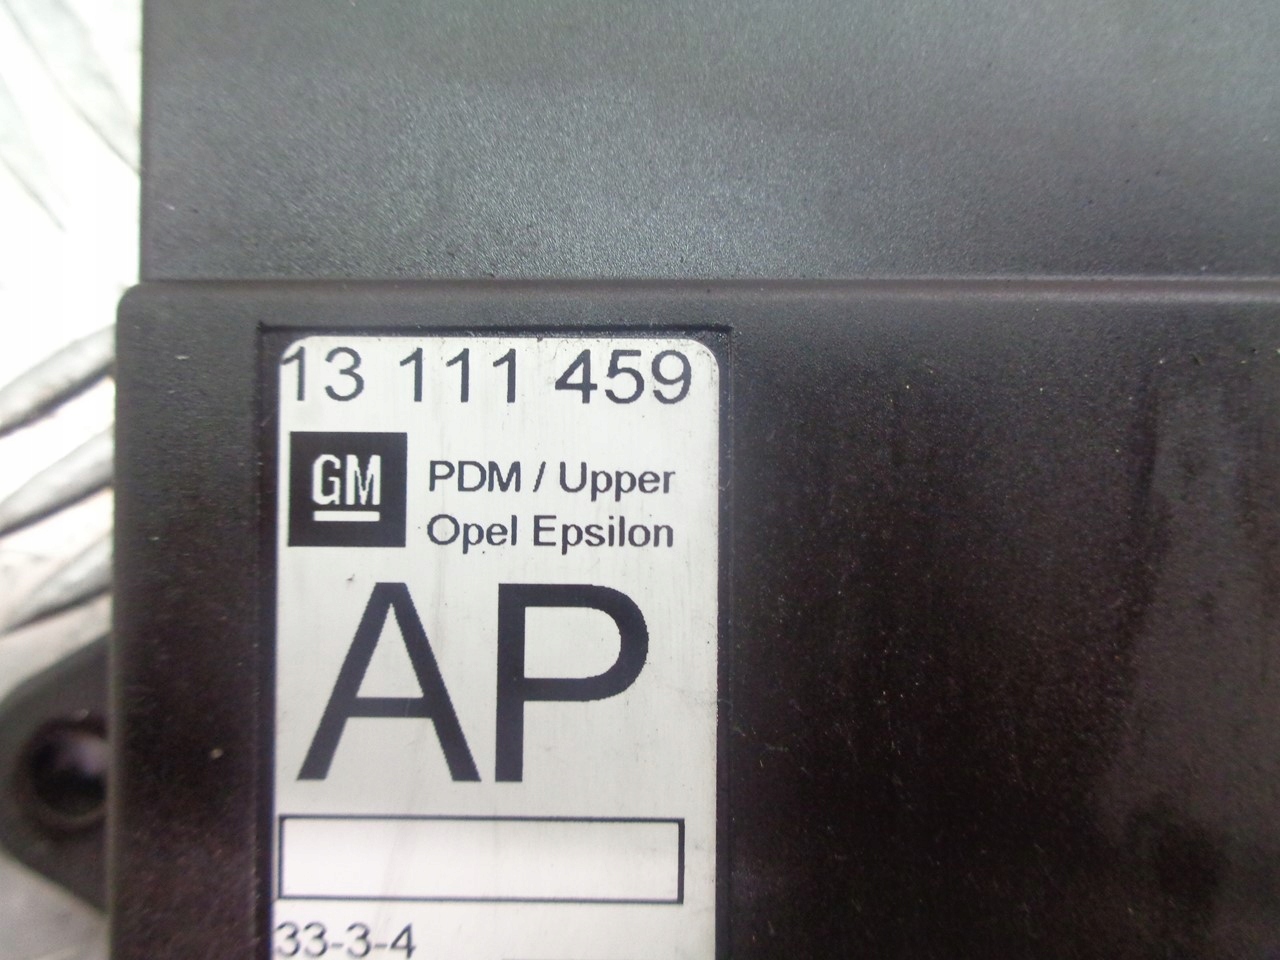 13 111 459
GM
PDM / Upper
Opel Epsilon
AP
33-3-4